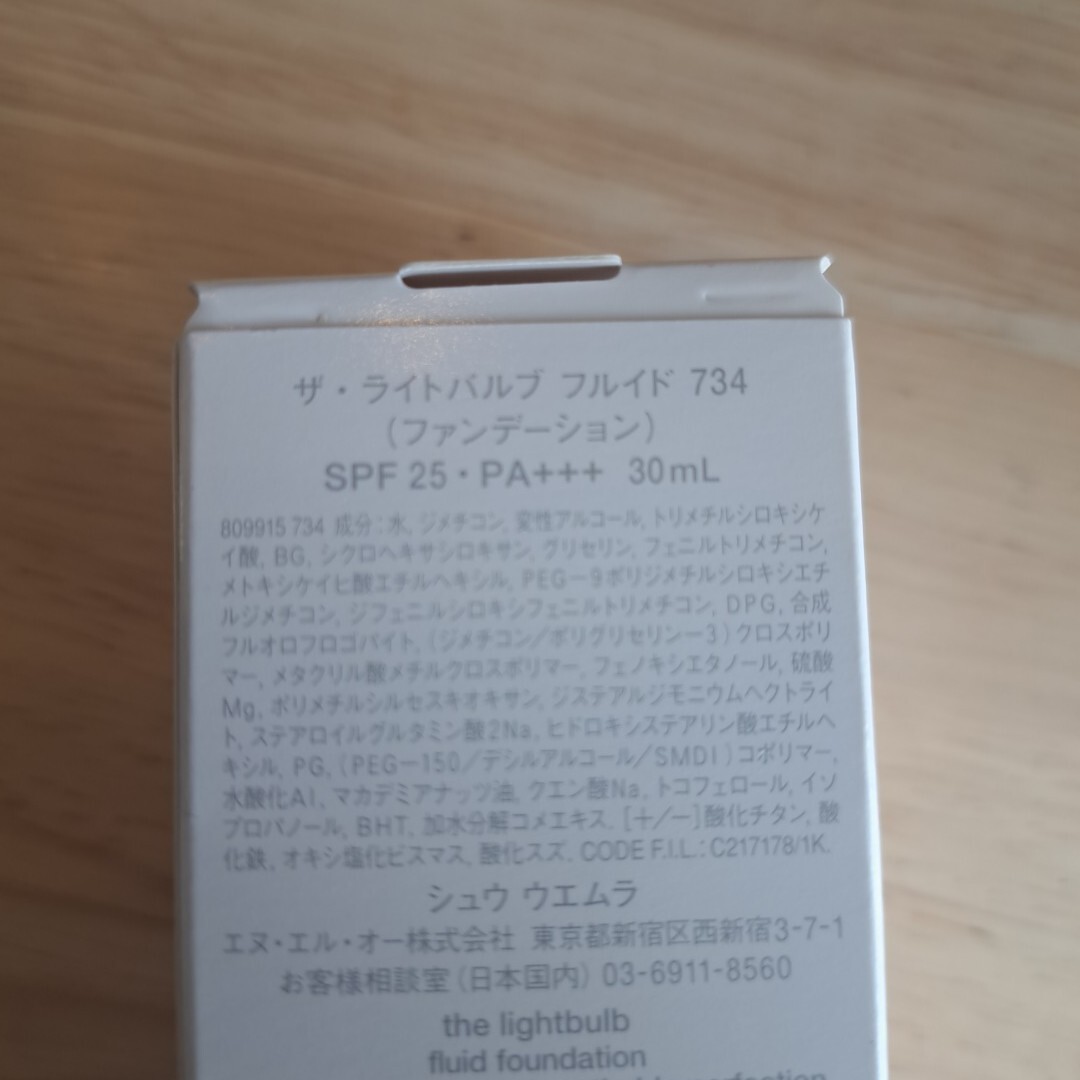 ザ・ライトバルブ フルイド 734
(ファンデーション)
SPF 25・PA+++ 30mL
809915 734 成分：水, ジメチコン, 変性アルコール, トリメチルシロキシケ
イ酸, BG, シクロヘキサシロキサン, グリセリン, フェニルトリメチコン,
メトキシケイヒ酸エチルヘキシル, PEG－9ポリジメチルシロキシエチ
ルジメチコン, ジフェニルシロキシフェニルトリメチコン, DPG, 合成
フルオロフロゴパイト, (ジメチコン／ポリグリセリン－3)クロスポリ
マー, メタクリル酸メチルクロスポリマー, フェノキシエタノール, 硫酸
Mg, ポリメチルシルセスキオキサン, ジステアルジモニウムヘクトライ
ト, ステアロイルグルタミン酸2Na, ヒドロキシステアリン酸エチルヘ
キシル, PG, (PEG－150／デシルアルコール／SMDI)コポリマー,
水酸化Al, マカデミアナッツ油, クエン酸Na, トコフェロール, イソ
プロパノール, BHT, 加水分解コメエキス, [＋／－]酸化チタン, 酸
化鉄, オキシ塩化ビスマス, 酸化スズ. CODE F.I.L.: C217178/1K.
シュウ ウエムラ
エヌ・エル・オー株式会社 東京都新宿区西新宿3-7-1
お客様相談室(日本国内) 03-6911-8560
the lightbulb
fluid foundation